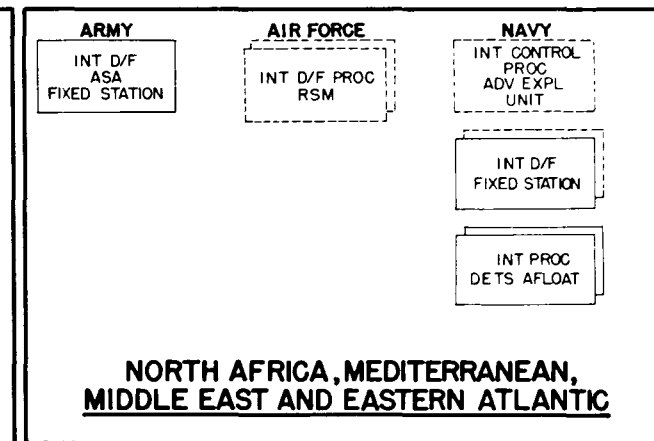 ARMY
INT D/F
ASA
FIXED STATION
AIR FORCE
INT D/F PROC
RSM
NAVY
INT CONTROL
PROC
ADV EXPL
UNIT
INT D/F
FIXED STATION
INT PROC
DETS AFLOAT
NORTH AFRICA, MEDITERRANEAN,
MIDDLE EAST AND EASTERN ATLANTIC